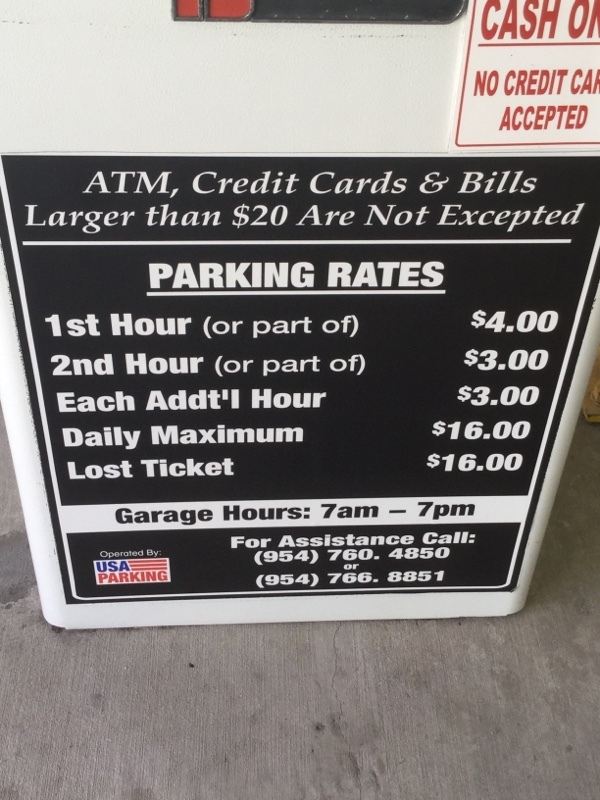 CASH
NO CREDIT
ACCEPTED
ATM, Credit Cards & Bills
Larger than $20 Are Not Excepted
PARKING RATES
1st Hour (or part of) $4.00
2nd Hour (or part of) $3.00
Each Addt'l Hour $3.00
Daily Maximum $16.00
Lost Ticket $16.00
Garage Hours: 7am – 7pm
Operated By:
USA
PARKING
For Assistance Call:
(954) 760. 4850
or
(954) 766. 8851